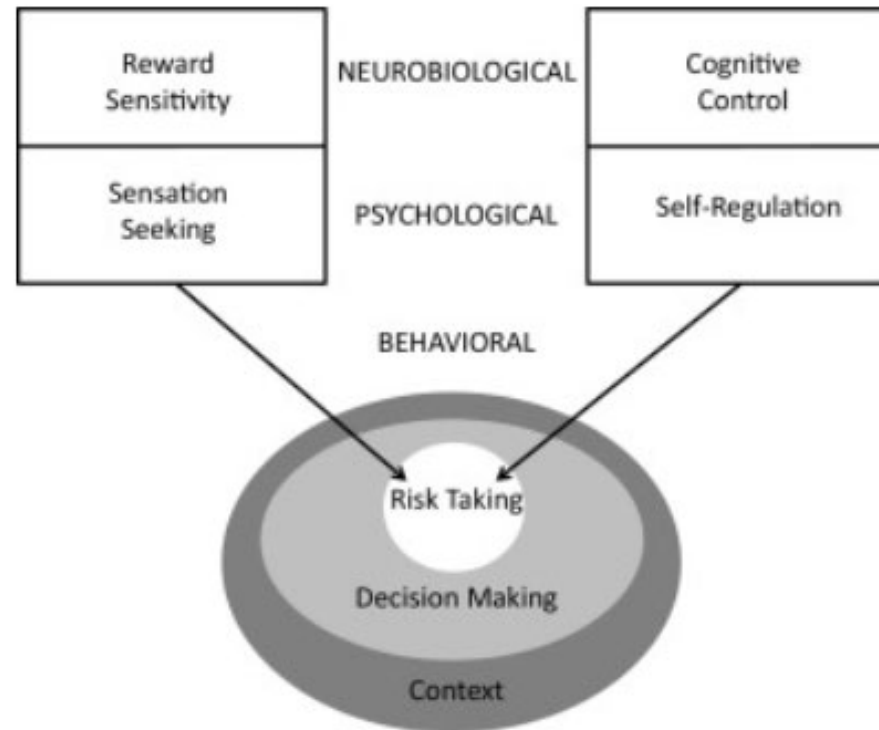 Reward
Sensitivity
NEUROBIOLOGICAL
Cognitive
Control
Sensation
Seeking
PSYCHOLOGICAL
Self-Regulation
BEHAVIORAL
Risk Taking
Decision Making
Context